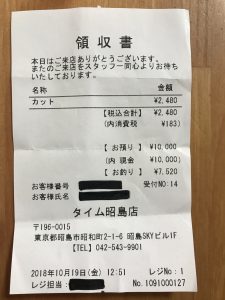 領収書
本日はご来店ありがとうございます。
またのご来店をスタッフ一同心よりお待ち
いたしております。
名称 金額
カット ¥2,480
【税込合計】 ¥2,480
(内消費税 ¥183)
【お預り】 ¥10,000
(内 現金 ¥10,000)
【お釣り】 ¥7,520
お客様番号 受付NO:14
お客様氏名
タイム昭島店
〒196-0015
東京都昭島市昭和町2-1-6 昭島SKYビル1F
【TEL】 042-543-9901
2018年10月19日(金) 12:51 レジNo:1
レジ担当: No.1091000127